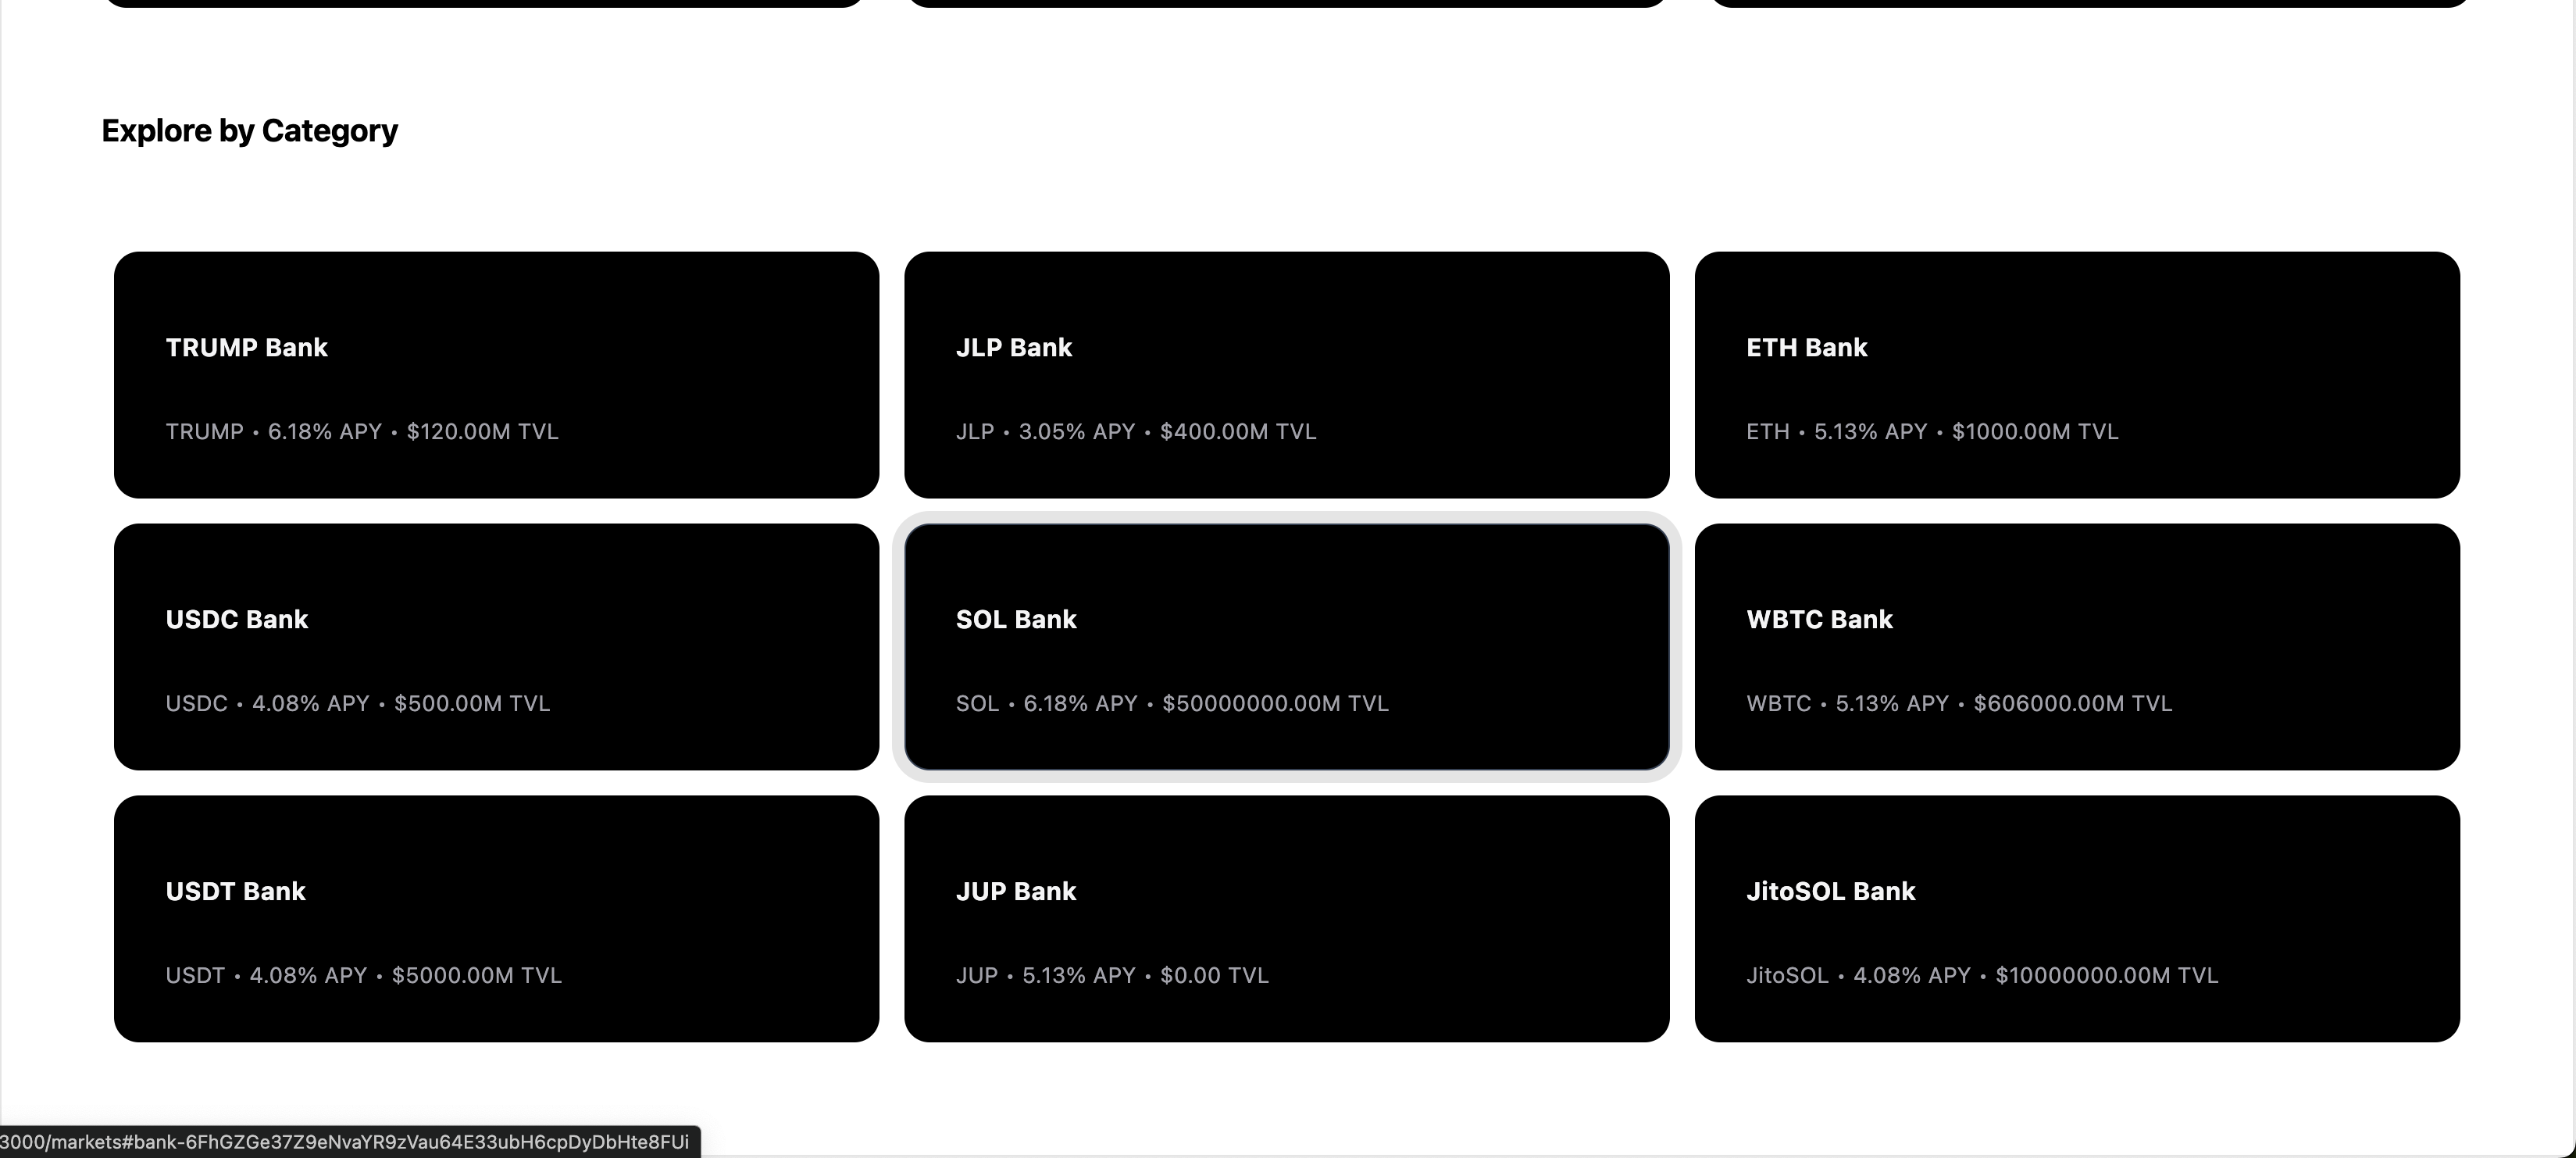 Explore by Category
TRUMP Bank
TRUMP • 6.18% APY • $120.00M TVL
JLP Bank
JLP • 3.05% APY • $400.00M TVL
ETH Bank
ETH • 5.13% APY • $1000.00M TVL
USDC Bank
USDC • 4.08% APY • $500.00M TVL
SOL Bank
SOL • 6.18% APY • $50000000.00M TVL
WBTC Bank
WBTC • 5.13% APY • $606000.00M TVL
USDT Bank
USDT • 4.08% APY • $5000.00M TVL
JUP Bank
JUP • 5.13% APY • $0.00 TVL
JitoSOL Bank
JitoSOL • 4.08% APY • $10000000.00M TVL
3000/markets#bank-6FhGZGe37Z9eNvaYR9zVau64E33ubH6cpDyDbHte8FUi